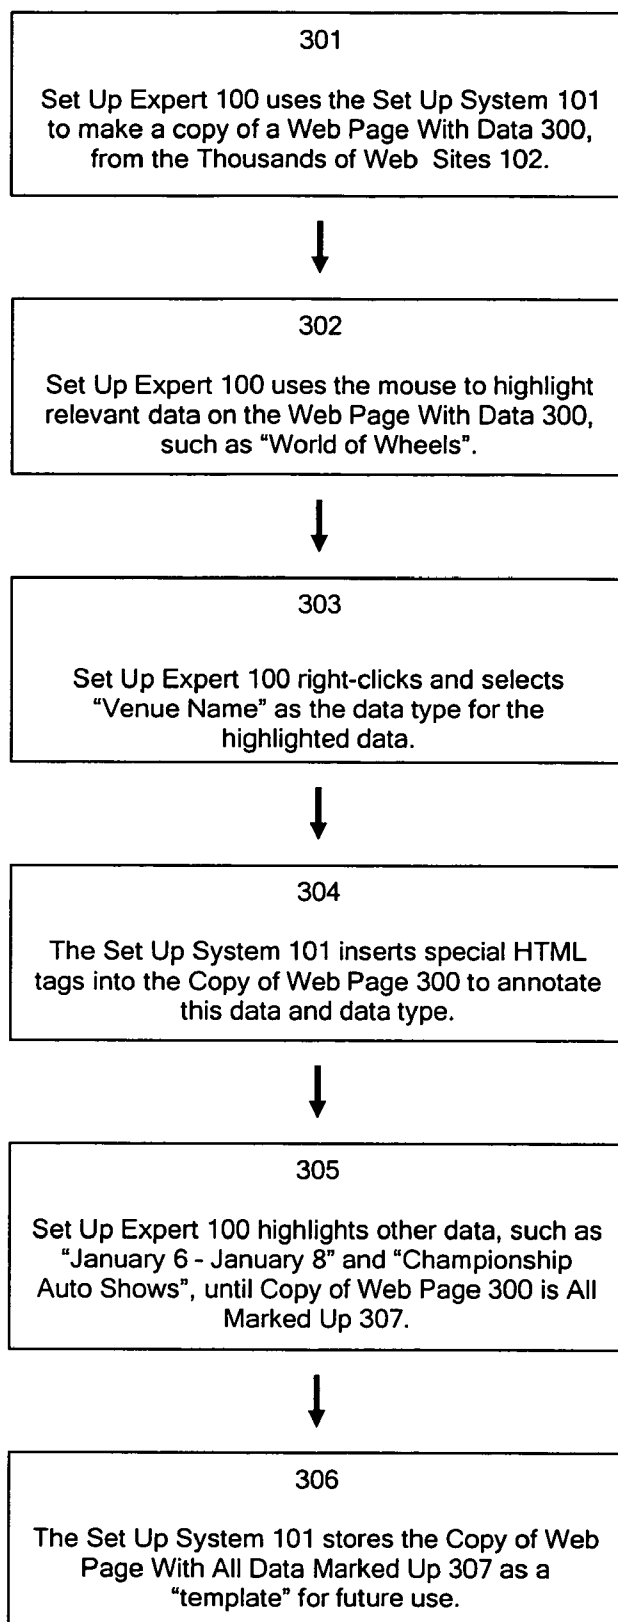 301
Set Up Expert 100 uses the Set Up System 101
to make a copy of a Web Page With Data 300,
from the Thousands of Web Sites 102.
302
Set Up Expert 100 uses the mouse to highlight
relevant data on the Web Page With Data 300,
such as “World of Wheels”.
303
Set Up Expert 100 right-clicks and selects
“Venue Name” as the data type for the
highlighted data.
304
The Set Up System 101 inserts special HTML
tags into the Copy of Web Page 300 to annotate
this data and data type.
305
Set Up Expert 100 highlights other data, such as
“January 6 - January 8” and “Championship
Auto Shows”, until Copy of Web Page 300 is All
Marked Up 307.
306
The Set Up System 101 stores the Copy of Web
Page With All Data Marked Up 307 as a
“template” for future use.